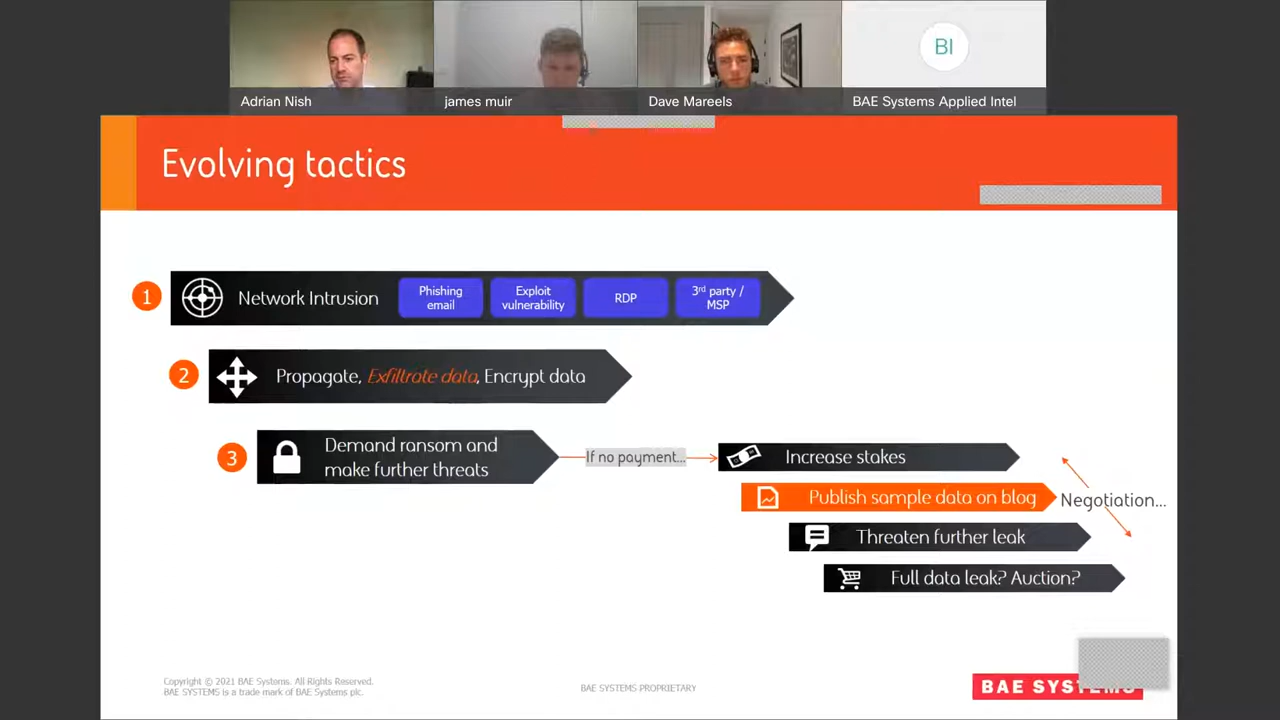 Adrian Nish
james muir
Dave Mareels
BI
BAE Systems Applied Intel
Evolving tactics
1
Network Intrusion
Phishing
email
Exploit
vulnerability
RDP
3rd party /
MSP
2
Propagate, Exfiltrate data, Encrypt data
3
Demand ransom and
make further threats
If no payment...
Increase stakes
Publish sample data on blog
Negotiation...
Threaten further leak
Full data leak? Auction?
Copyright © 2021 BAE Systems. All Rights Reserved.
BAE SYSTEMS is a trade mark of BAE Systems plc.
BAE SYSTEMS PROPRIETARY
BAE SYSTEMS